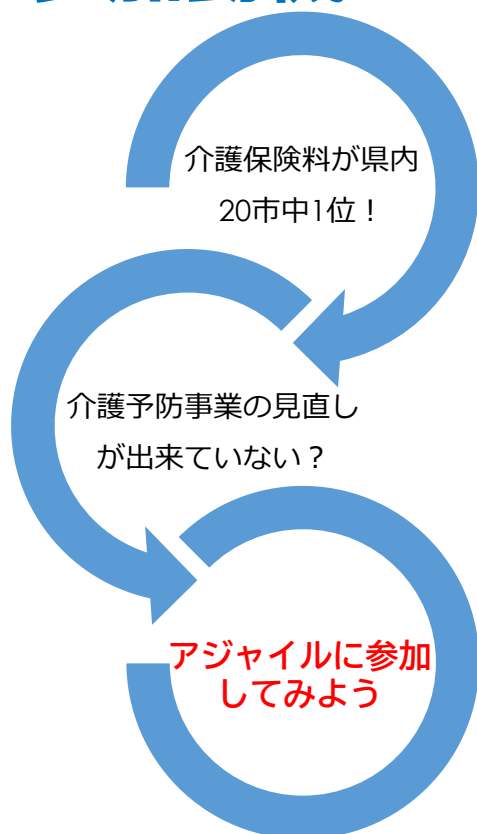 介護保険料が県内
20市中1位！
介護予防事業の見直し
が出来ていない？
アジャイルに参加
してみよう